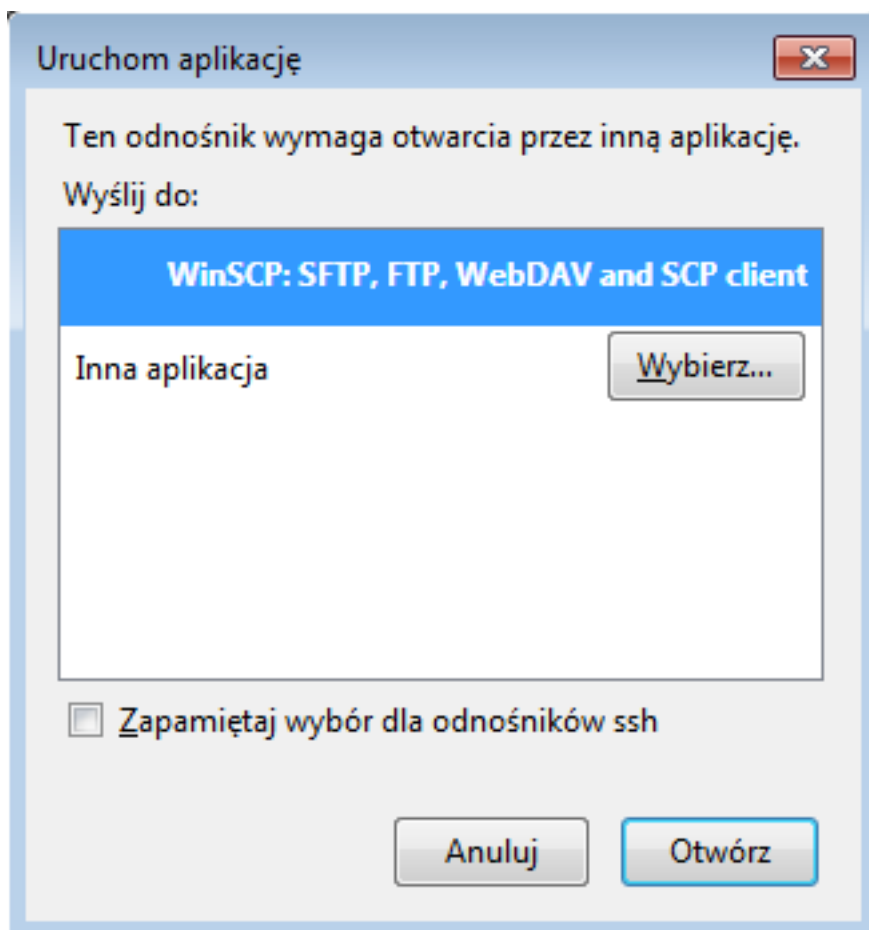 Uruchom aplikację
Ten odnośnik wymaga otwarcia przez inną aplikację.
Wyślij do:
WinSCP: SFTP, FTP, WebDAV and SCP client
Inna aplikacja
Wybierz...
Zapamiętaj wybór dla odnośników ssh
Anuluj
Otwórz